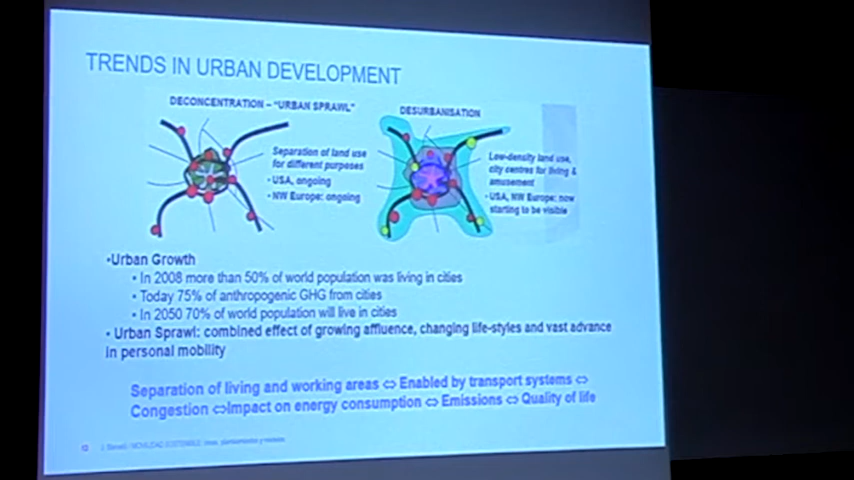 TRENDS IN URBAN DEVELOPMENT
DECONCENTRATION – "URBAN SPRAWL"
Separation of land use
for different purposes
• USA, ongoing
• NW Europe: ongoing
DESURBANISATION
Low-density land use,
city centres for living &
amusement
• USA, NW Europe: now
starting to be visible
•Urban Growth
• In 2008 more than 50% of world population was living in cities
• Today 75% of anthropogenic GHG from cities
• In 2050 70% of world population will live in cities
• Urban Sprawl: combined effect of growing affluence, changing life-styles and vast advance
in personal mobility
Separation of living and working areas ⇔ Enabled by transport systems ⇔
Congestion ⇔Impact on energy consumption ⇔ Emissions ⇔ Quality of life
MOVILIDAD SOSTENIBLE: